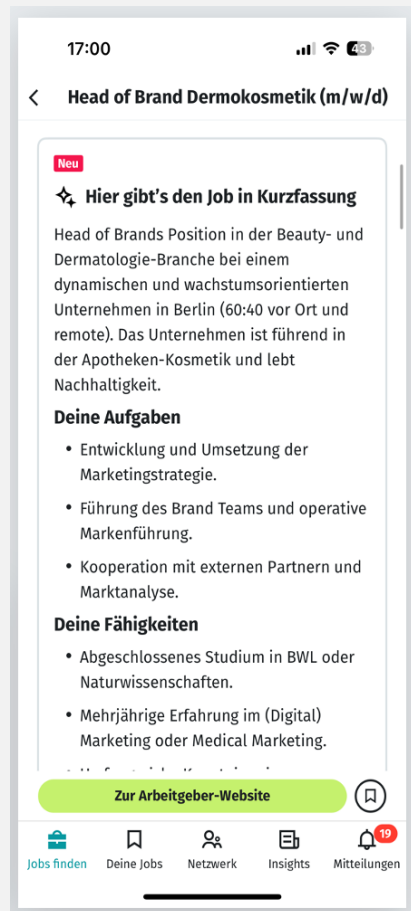 17:00
43
Head of Brand Dermokosmetik (m/w/d)
Neu
Hier gibt's den Job in Kurzfassung
Head of Brands Position in der Beauty- und
Dermatologie-Branche bei einem
dynamischen und wachstumsorientierten
Unternehmen in Berlin (60:40 vor Ort und
remote). Das Unternehmen ist führend in
der Apotheken-Kosmetik und lebt
Nachhaltigkeit.
Deine Aufgaben
• Entwicklung und Umsetzung der
Marketingstrategie.
• Führung des Brand Teams und operative
Markenführung.
• Kooperation mit externen Partnern und
Marktanalyse.
Deine Fähigkeiten
• Abgeschlossenes Studium in BWL oder
Naturwissenschaften.
• Mehrjährige Erfahrung im (Digital)
Marketing oder Medical Marketing.
Zur Arbeitgeber-Website
19
Jobs finden Deine Jobs Netzwerk Insights Mitteilungen